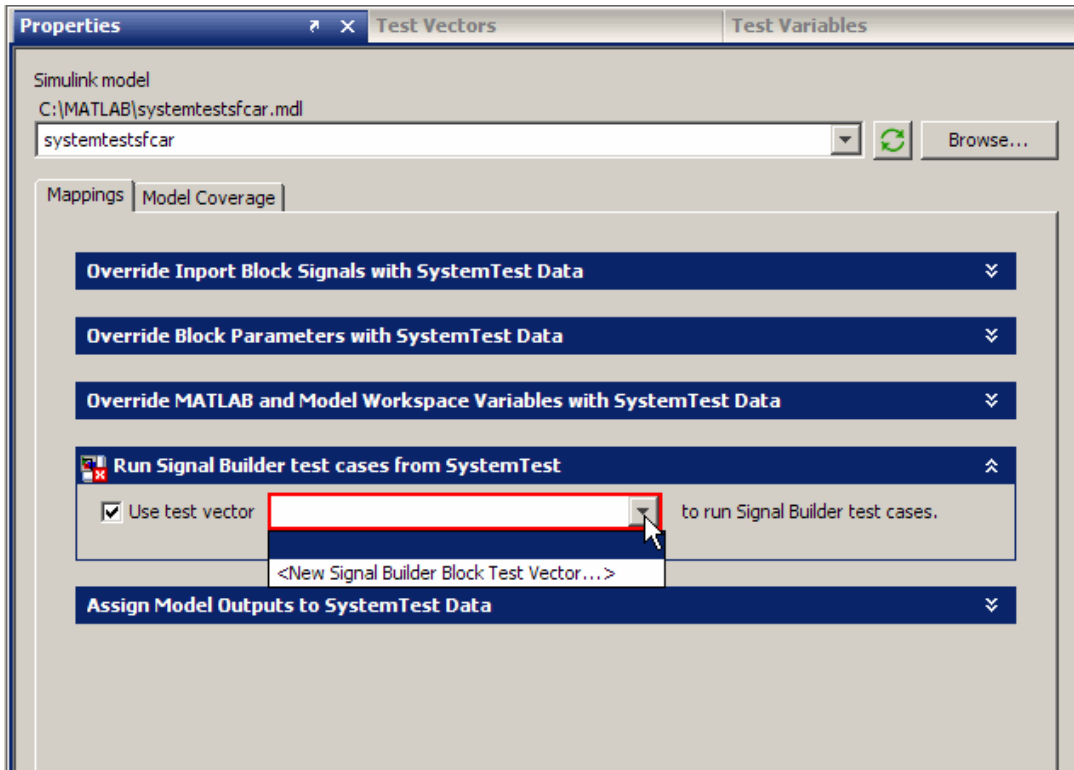 Properties Test Vectors Test Variables
Simulink model
C:\MATLAB\systemtestsfcar.mdl
systemtestsfcar Browse...
Mappings Model Coverage
Override Inport Block Signals with SystemTest Data
Override Block Parameters with SystemTest Data
Override MATLAB and Model Workspace Variables with SystemTest Data
Run Signal Builder test cases from SystemTest
Use test vector to run Signal Builder test cases.
<New Signal Builder Block Test Vector...>
Assign Model Outputs to SystemTest Data